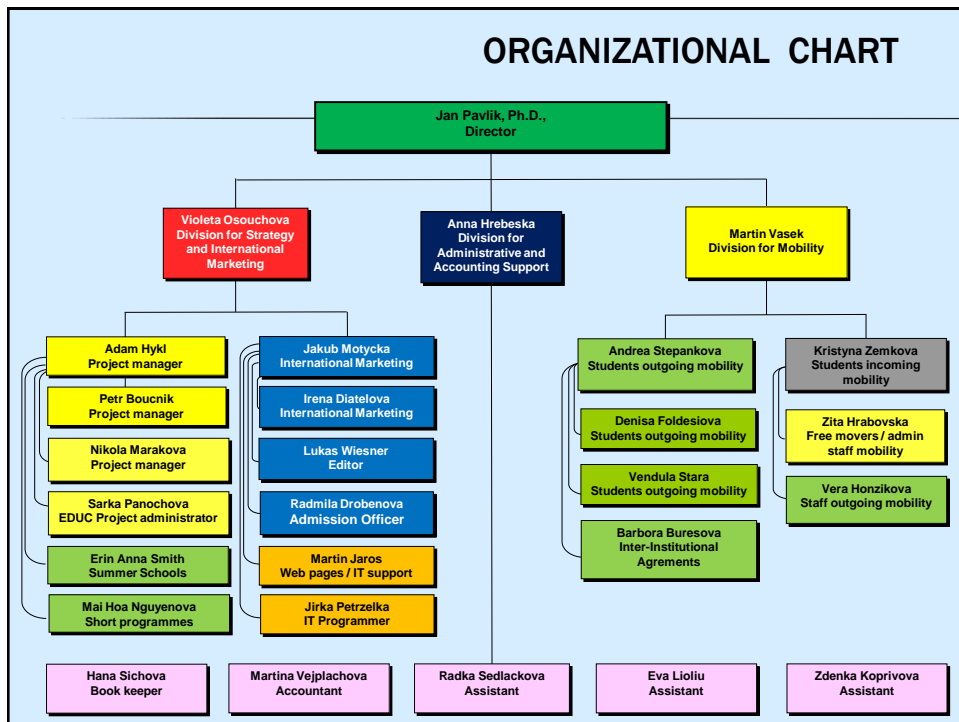 ORGANIZATIONAL CHART
Jan Pavlik, Ph.D.,
Director
Violeta Osouchova
Division for Strategy
and International
Marketing
Anna Hrebeska
Division for
Administrative and
Accounting Support
Martin Vasek
Division for Mobility
Adam Hykl
Project manager
Petr Boucnik
Project manager
Nikola Marakova
Project manager
Sarka Panochova
EDUC Project administrator
Erin Anna Smith
Summer Schools
Mai Hoa Nguyenova
Short programmes
Jakub Motycka
International Marketing
Irena Diatelova
International Marketing
Lukas Wiesner
Editor
Radmila Drobenova
Admission Officer
Martin Jaros
Web pages / IT support
Jirka Petrzelka
IT Programmer
Andrea Stepankova
Students outgoing mobility
Denisa Foldesiova
Students outgoing mobility
Vendula Stara
Students outgoing mobility
Barbora Buresova
Inter-Institutional
Agrements
Kristyna Zemkova
Students incoming
mobility
Zita Hrabovska
Free movers / admin
staff mobility
Vera Honzikova
Staff outgoing mobility
Hana Sichova
Book keeper
Martina Vejplachova
Accountant
Radka Sedlackova
Assistant
Eva Lioliu
Assistant
Zdenka Koprivova
Assistant